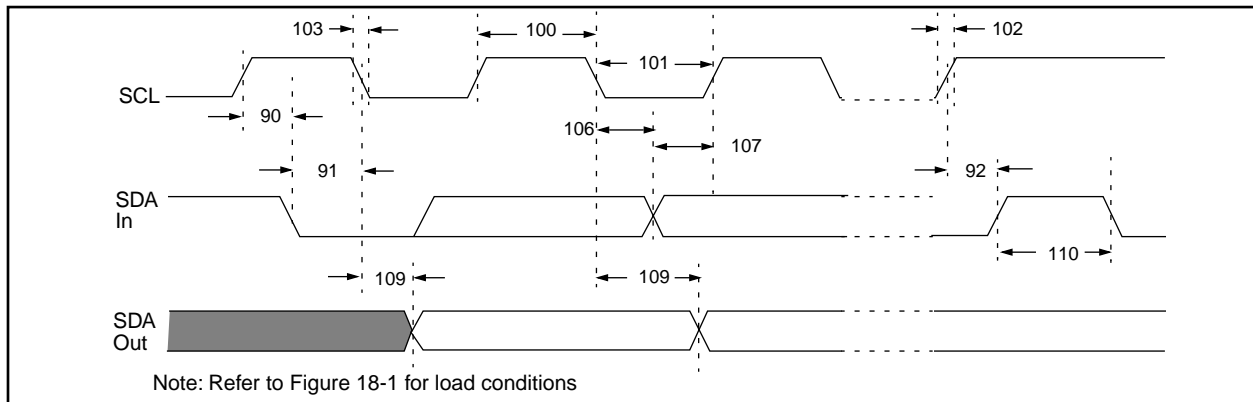 103
100
101
102
SCL
90
106
107
91
92
SDA
In
109
109
110
SDA
Out
Note: Refer to Figure 18-1 for load conditions